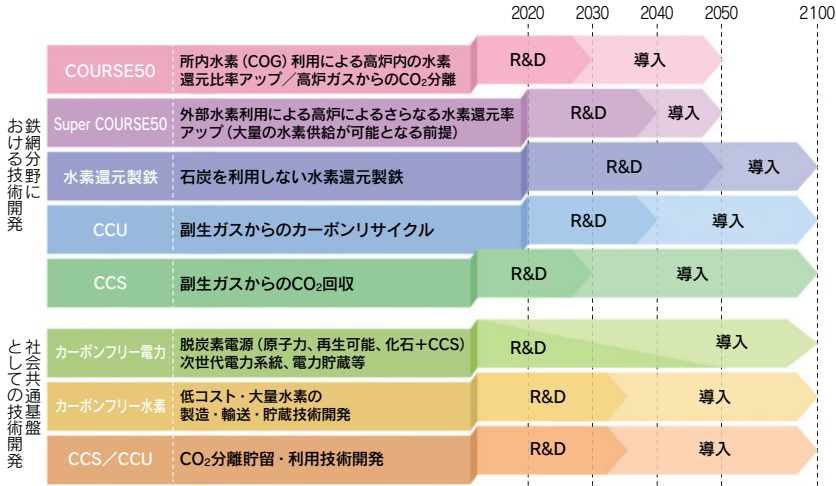 2020 2030 2040 2050 2100
鉄網分野に
おける技術開発
COURSE50
所内水素（COG）利用による高炉内の水素
還元比率アップ／高炉ガスからのCO₂分離
R&D 導入
Super COURSE50
外部水素利用による高炉によるさらなる水素還元率
アップ（大量の水素供給が可能となる前提）
R&D 導入
水素還元製鉄
石炭を利用しない水素還元製鉄
R&D 導入
CCU
副生ガスからのカーボンリサイクル
R&D 導入
CCS
副生ガスからのCO₂回収
R&D 導入
社会共通基盤
としての技術開発
カーボンフリー電力
脱炭素電源（原子力、再生可能、化石＋CCS）
次世代電力系統、電力貯蔵等
R&D 導入
カーボンフリー水素
低コスト・大量水素の
製造・輸送・貯蔵技術開発
R&D 導入
CCS／CCU
CO₂分離貯留・利用技術開発
R&D 導入